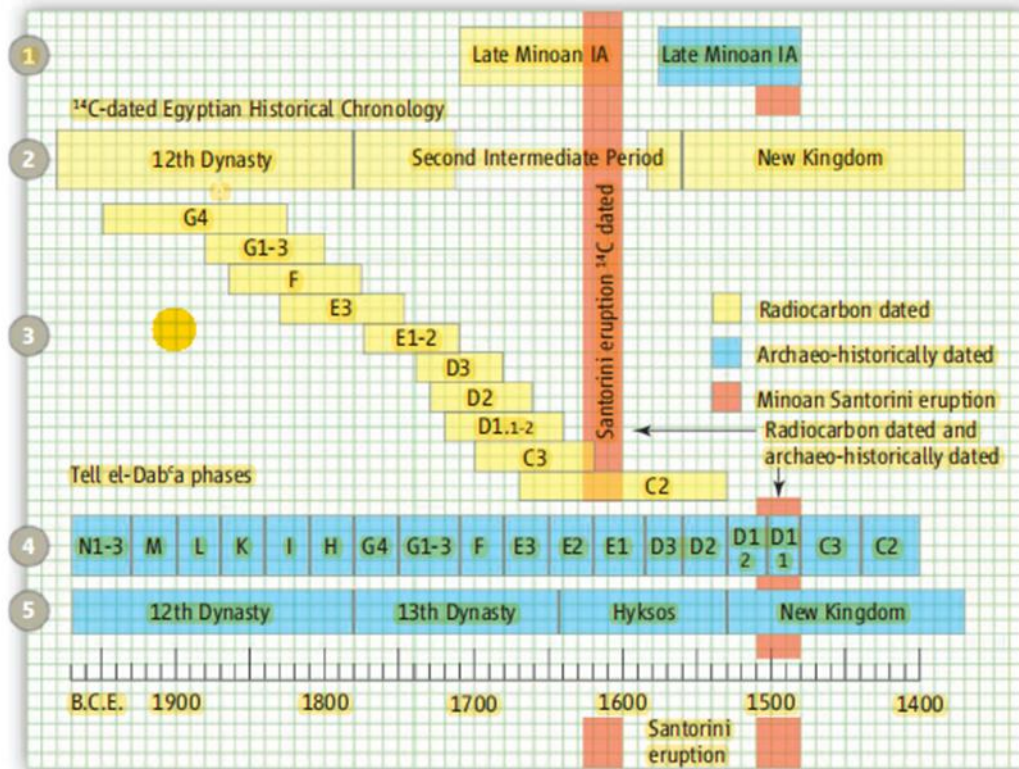 1
Late Minoan IA
Late Minoan IA
¹⁴C-dated Egyptian Historical Chronology
2
12th Dynasty
Second Intermediate Period
New Kingdom
G4
G1-3
F
E3
3
E1-2
D3
D2
D1.1-2
C3
C2
Santorini eruption ¹⁴C dated
Radiocarbon dated
Archaeo-historically dated
Minoan Santorini eruption
Radiocarbon dated and
archaeo-historically dated
Tell el-Dabʿa phases
4
N1-3 M L K I H G4 G1-3 F E3 E2 E1 D3 D2 D1 2 D1 1 C3 C2
5
12th Dynasty
13th Dynasty
Hyksos
New Kingdom
B.C.E. 1900 1800 1700 1600 1500 1400
Santorini
eruption